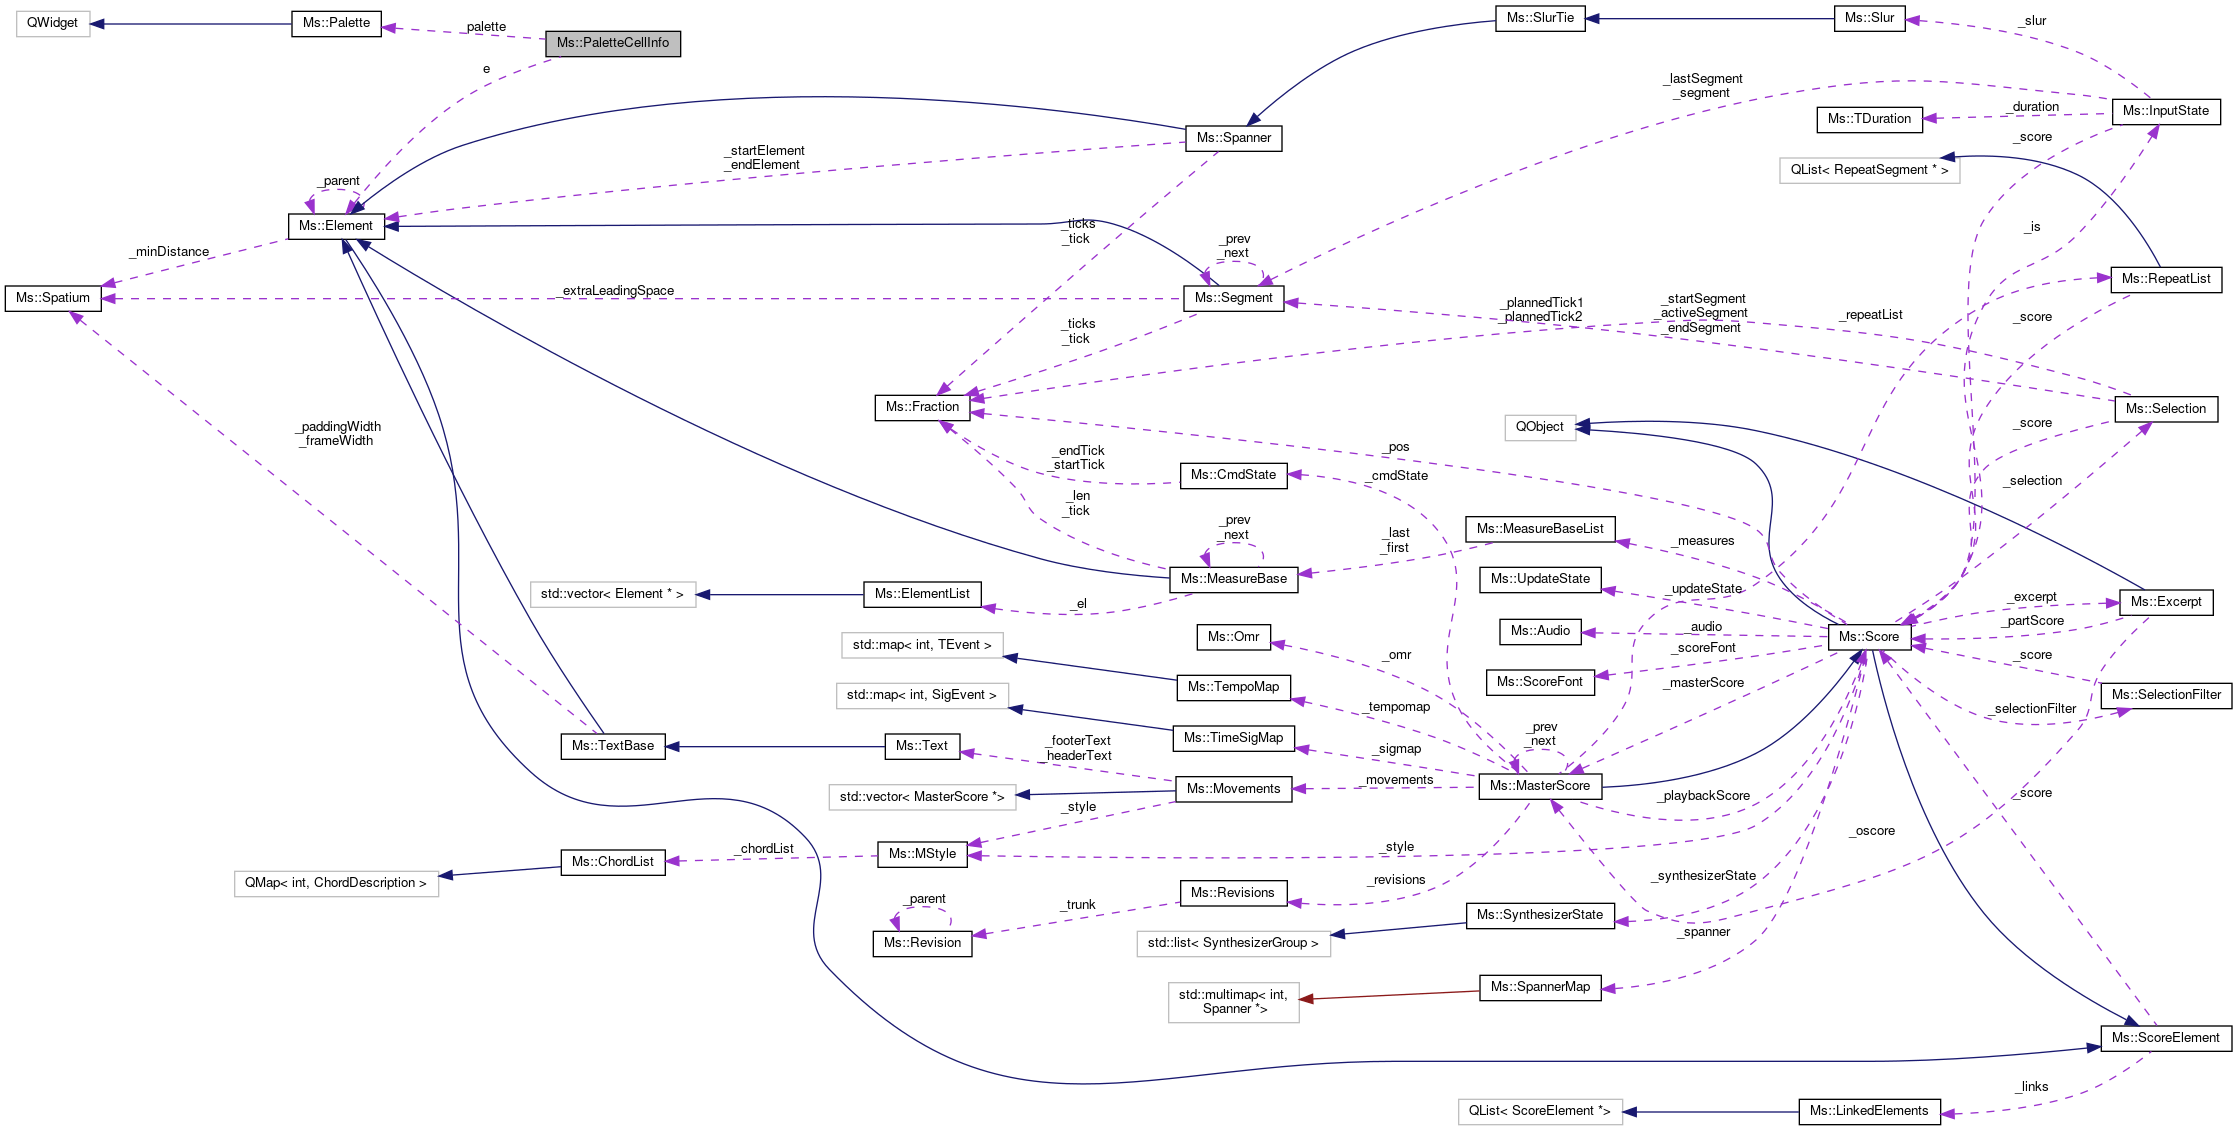 QWidget
Ms::Palette
_palette
Ms::PaletteCellInfo
Ms::SlurTie
Ms::Slur
_slur
e
_lastSegment
_segment
Ms::TDuration
_duration
Ms::InputState
Ms::Spanner
_startElement
_endElement
_score
QList< RepeatSegment * >
_parent
Ms::Element
_ticks
_tick
_is
_prev
_next
_minDistance
Ms::Spatium
_extraLeadingSpace
Ms::Segment
Ms::RepeatList
_plannedTick1
_plannedTick2
_startSegment
_activeSegment
_endSegment
_repeatList
_score
_ticks
_tick
Ms::Fraction
Ms::Selection
QObject
_score
_paddingWidth
_frameWidth
_endTick
_startTick
Ms::CmdState
_cmdState
_pos
_selection
_len
_tick
_prev
_next
Ms::MeasureBaseList
_last
_first
_measures
Ms::MeasureBase
Ms::UpdateState
_updateState
std::vector< Element * >
Ms::ElementList
_el
_excerpt
Ms::Excerpt
_partScore
Ms::Omr
Ms::Audio
_audio
Ms::Score
std::map< int, TEvent >
_omr
_scoreFont
_score
Ms::TempoMap
Ms::ScoreFont
_masterScore
std::map< int, SigEvent >
_tempomap
Ms::SelectionFilter
_selectionFilter
Ms::TextBase
Ms::Text
_footerText
_headerText
Ms::TimeSigMap
_sigmap
_prev
_next
std::vector< MasterScore *>
Ms::Movements
_movements
Ms::MasterScore
_playbackScore
_score
_style
_oscore
_chordList
Ms::MStyle
_style
Ms::ChordList
QMap< int, ChordDescription >
_synthesizerState
_revisions
Ms::Revisions
_parent
_trunk
Ms::SynthesizerState
Ms::Revision
std::list< SynthesizerGroup >
_spanner
Ms::SpannerMap
std::multimap< int,
Spanner *>
Ms::ScoreElement
_links
QList< ScoreElement *>
Ms::LinkedElements